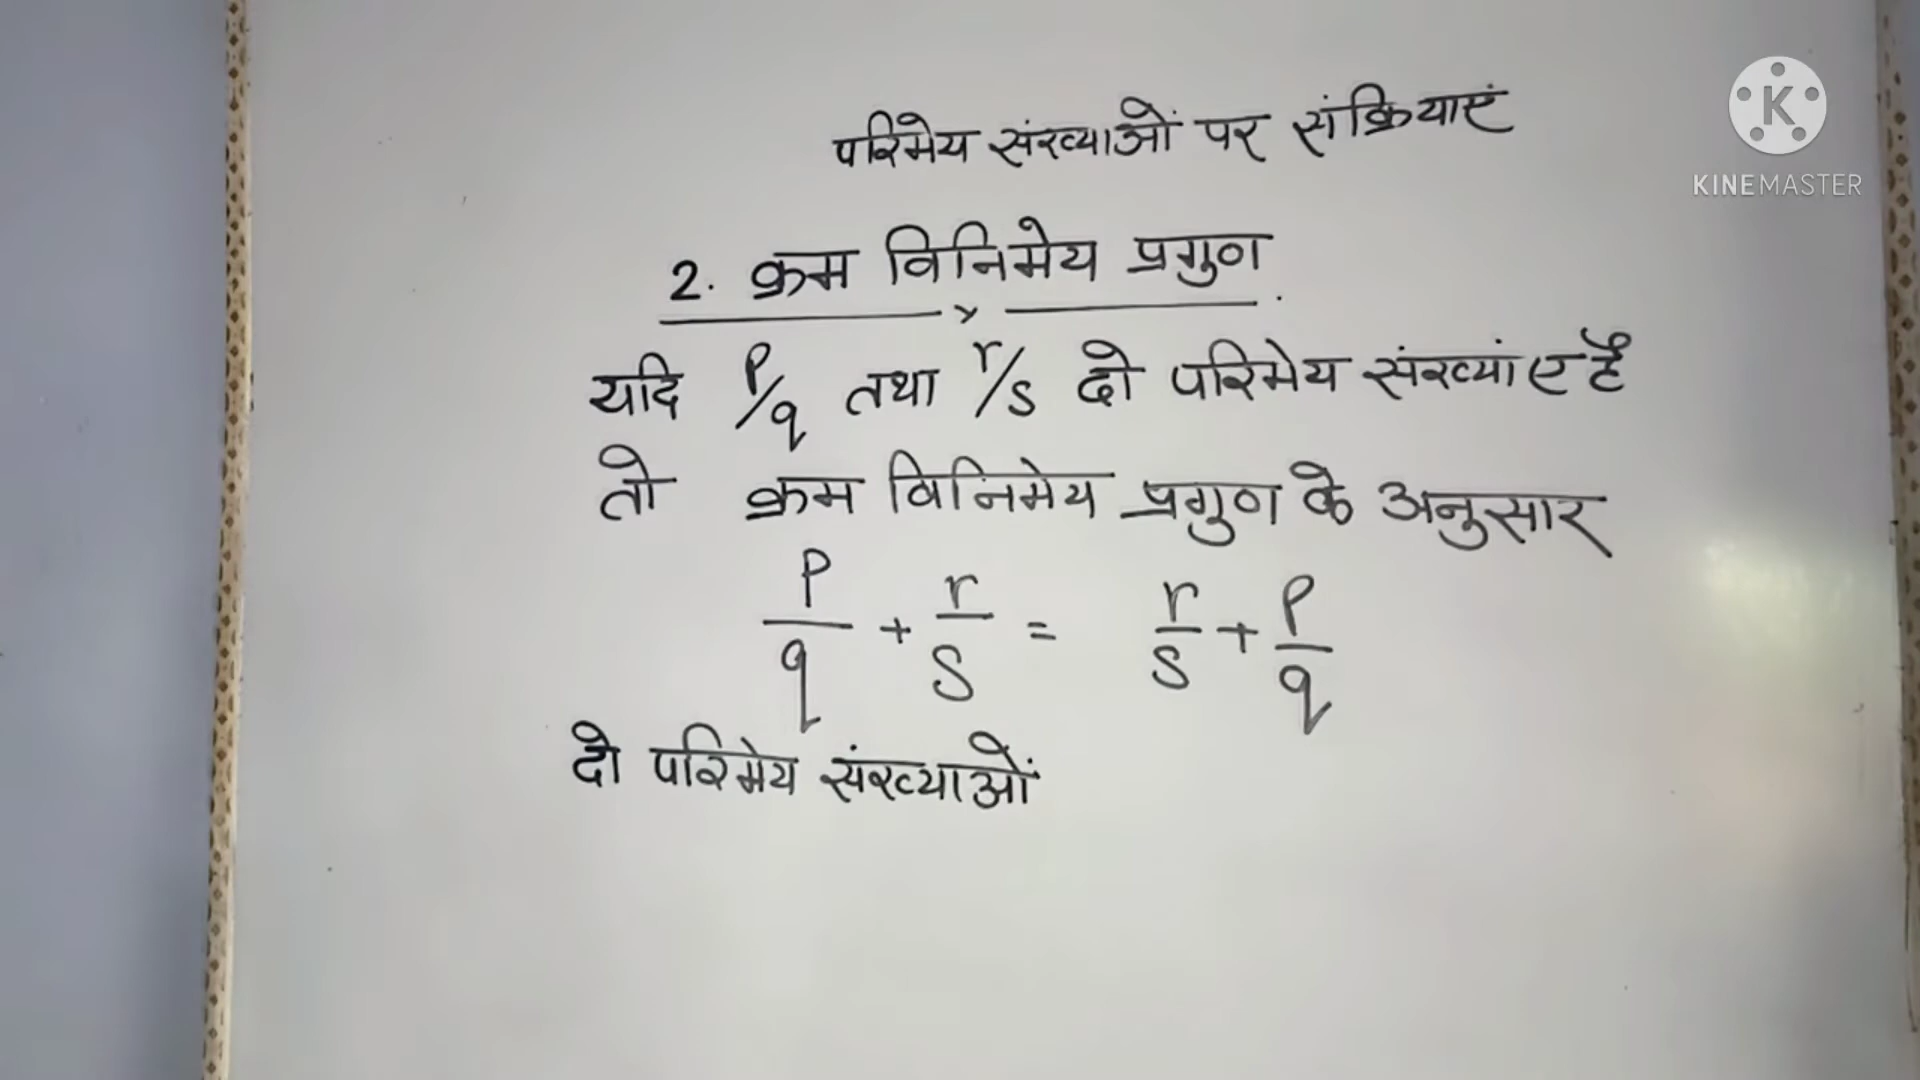 परिमेय संख्याओं पर संक्रियाएं
KINEMASTER
2. क्रम विनिमेय प्रगुण
यदि p/q तथा r/s दो परिमेय संख्यांए है
तो क्रम विनिमेय प्रगुण के अनुसार
p/q + r/s = r/s + p/q
दो परिमेय संख्याओं